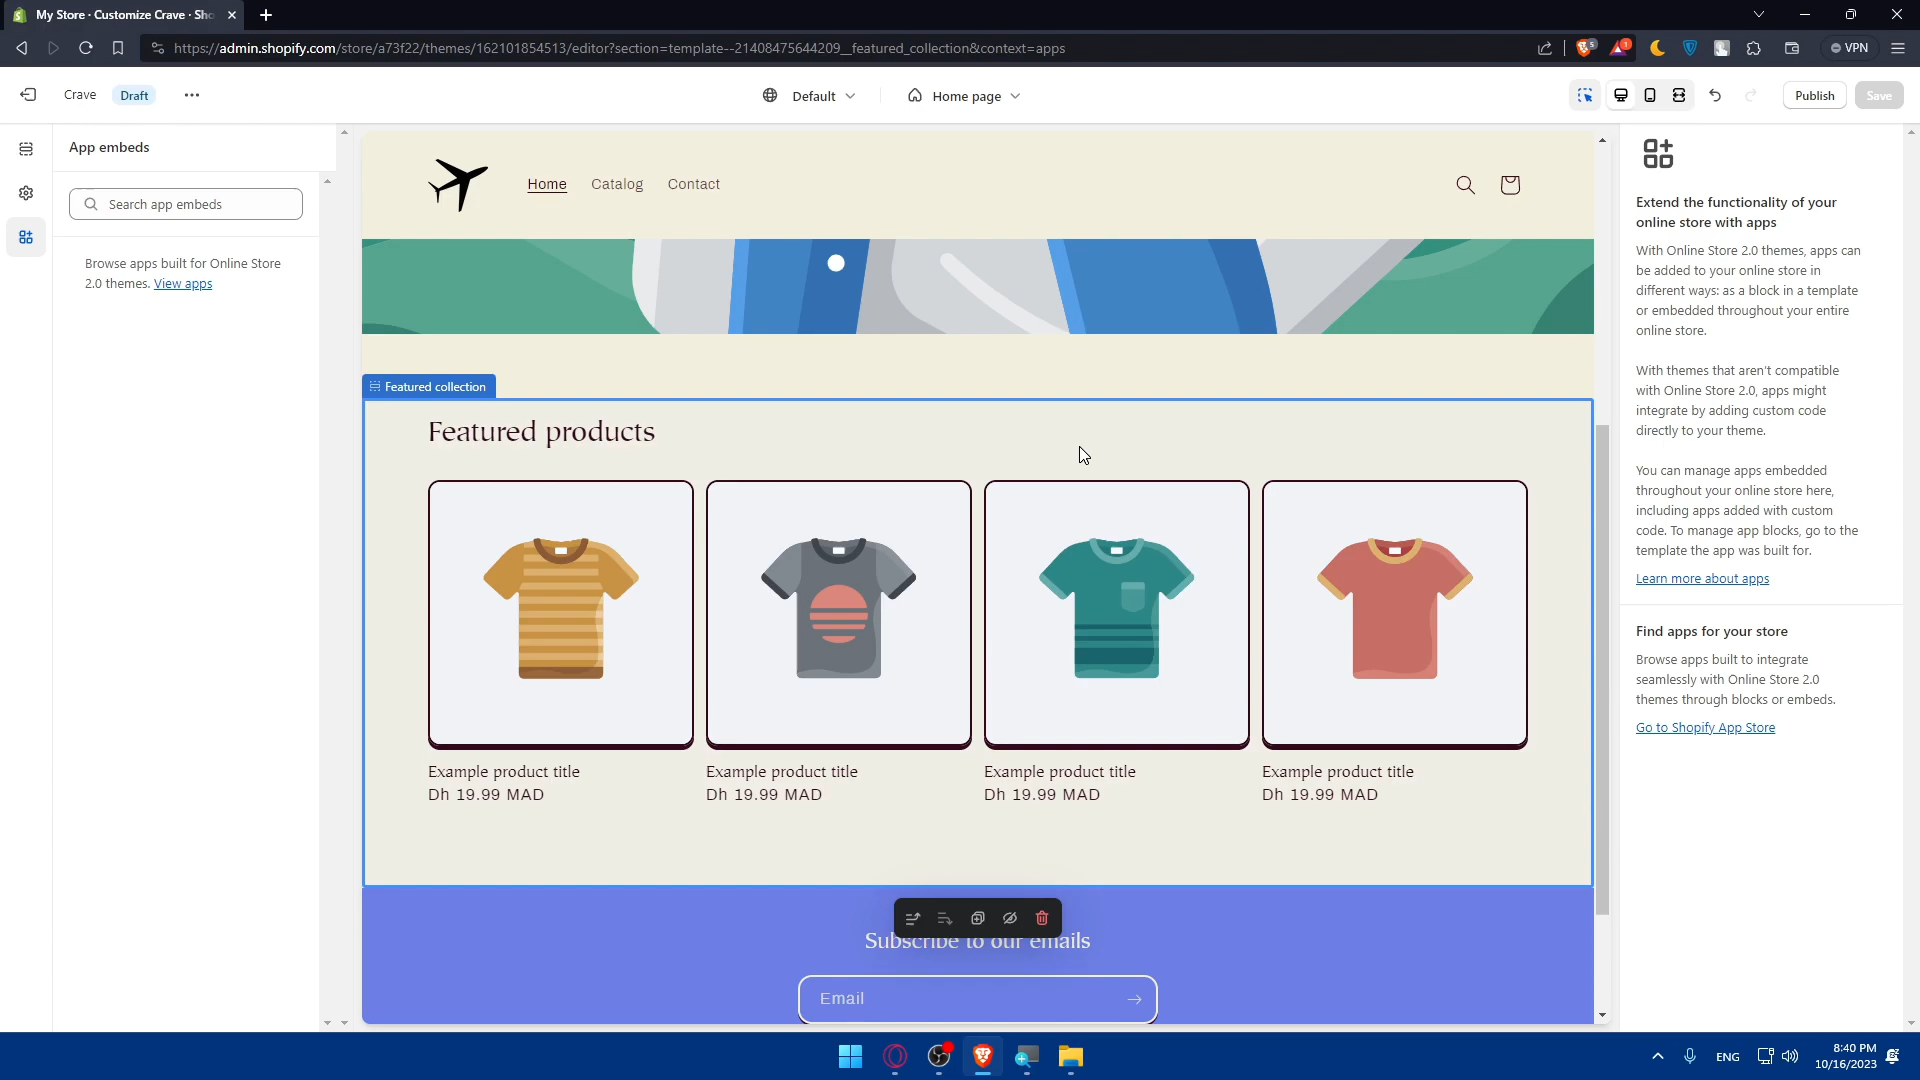 My Store · Customize Crave · Sho
https://admin.shopify.com/store/a73f22/themes/162101854513/editor?section=template--21408475644209__featured_collection&context=apps
5
1
VPN
Crave
Draft
Default
Home page
Publish
Save
App embeds
Search app embeds
Browse apps built for Online Store
2.0 themes. View apps
Home
Catalog
Contact
Featured collection
Featured products
Example product title
Dh 19.99 MAD
Example product title
Dh 19.99 MAD
Example product title
Dh 19.99 MAD
Example product title
Dh 19.99 MAD
Subscribe to our emails
Email
Extend the functionality of your
online store with apps
With Online Store 2.0 themes, apps can
be added to your online store in
different ways: as a block in a template
or embedded throughout your entire
online store.
With themes that aren't compatible
with Online Store 2.0, apps might
integrate by adding custom code
directly to your theme.
You can manage apps embedded
throughout your online store here,
including apps added with custom
code. To manage app blocks, go to the
template the app was built for.
Learn more about apps
Find apps for your store
Browse apps built to integrate
seamlessly with Online Store 2.0
themes through blocks or embeds.
Go to Shopify App Store
ENG
8:40 PM
10/16/2023